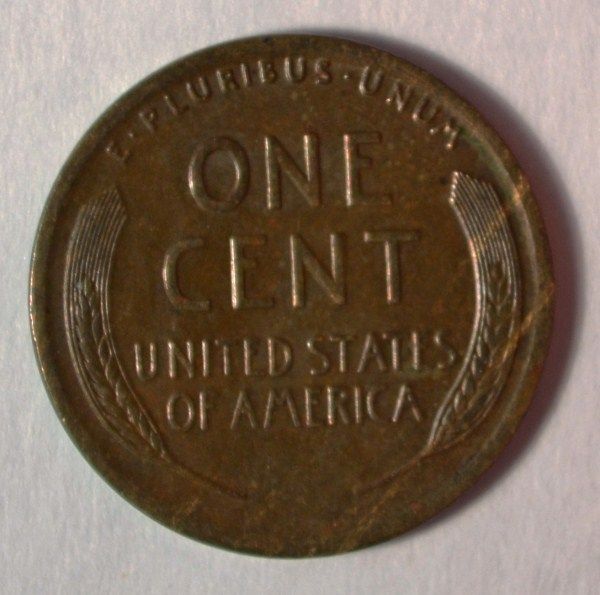 E·PLURIBUS·UNUM
ONE
CENT
UNITED STATES
OF AMERICA